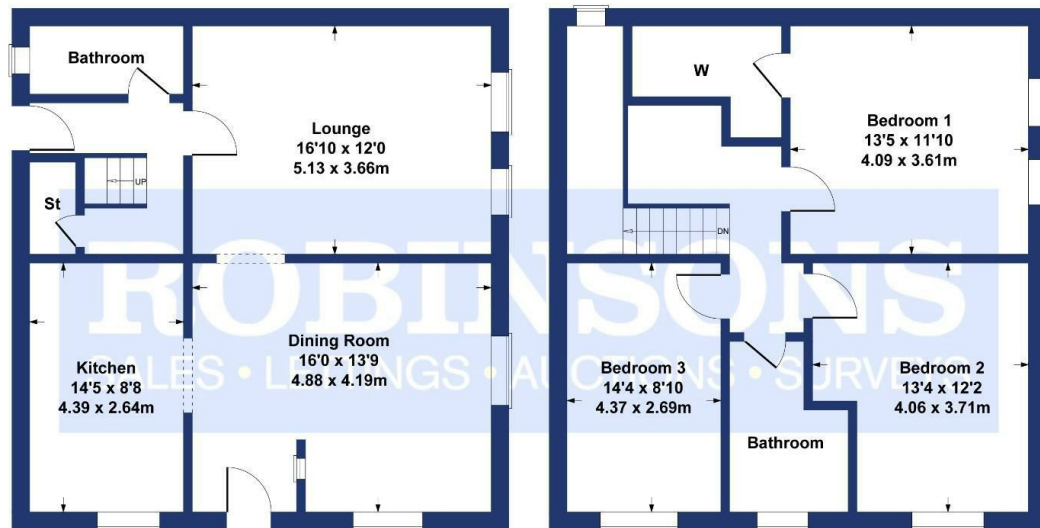 Bathroom
Lounge
16'10 x 12'0
5.13 x 3.66m
UP
St
Kitchen
14'5 x 8'8
4.39 x 2.64m
Dining Room
16'0 x 13'9
4.88 x 4.19m
W
Bedroom 1
13'5 x 11'10
4.09 x 3.61m
DN
Bedroom 3
14'4 x 8'10
4.37 x 2.69m
Bathroom
Bedroom 2
13'4 x 12'2
4.06 x 3.71m
ROBINSONS
SALES • LETTINGS • AUCTIONS • SURVEYS